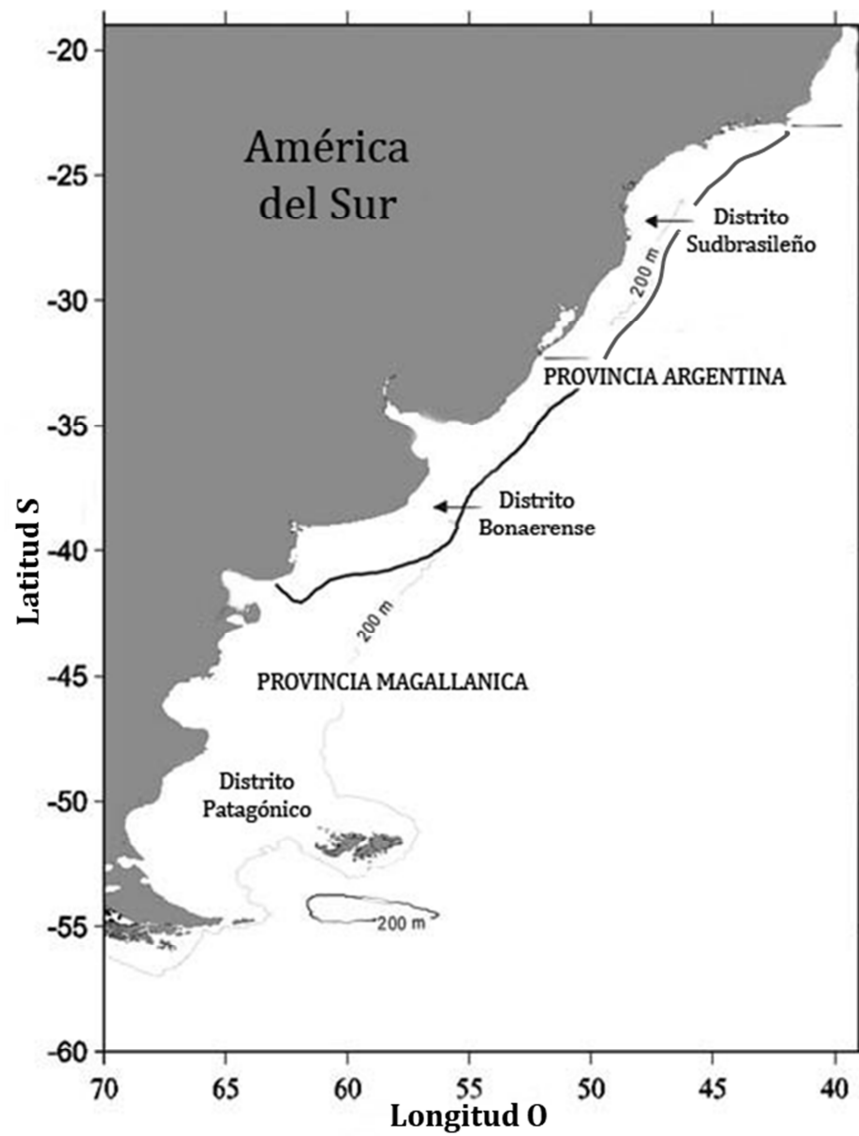 -20
-25
-30
-35
-40
-45
-50
-55
-60
Latitud S
América
del Sur
Distrito
Sudbrasileño
200 m
PROVINCIA ARGENTINA
Distrito
Bonaerense
200 m
PROVINCIA MAGALLANICA
Distrito
Patagónico
200 m
70 65 60 55 50 45 40
Longitud O